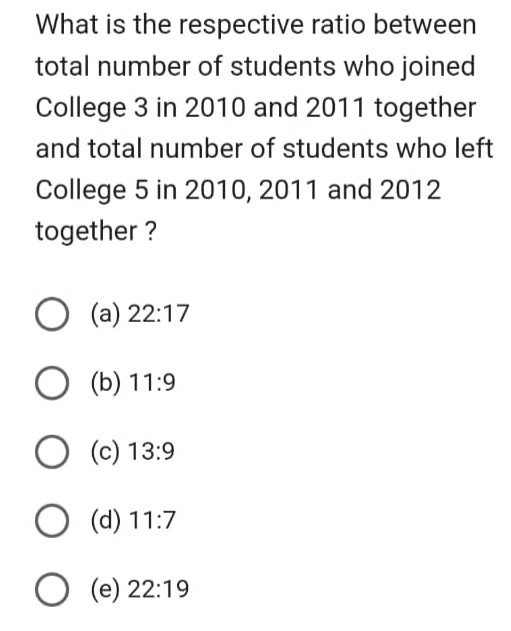 What is the respective ratio between
total number of students who joined
College 3 in 2010 and 2011 together
and total number of students who left
College 5 in 2010, 2011 and 2012
together ?
(a) 22:17
(b) 11:9
(c) 13:9
(d) 11:7
(e) 22:19